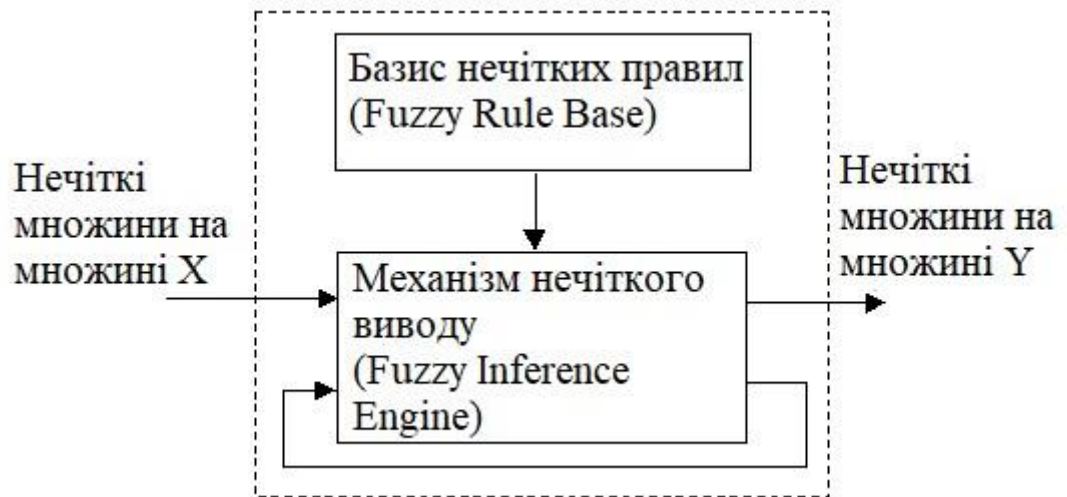 Базис нечітких правил
(Fuzzy Rule Base)
Нечіткі
множини на
множині X
Механізм нечіткого
виводу
(Fuzzy Inference
Engine)
Нечіткі
множини на
множині Y